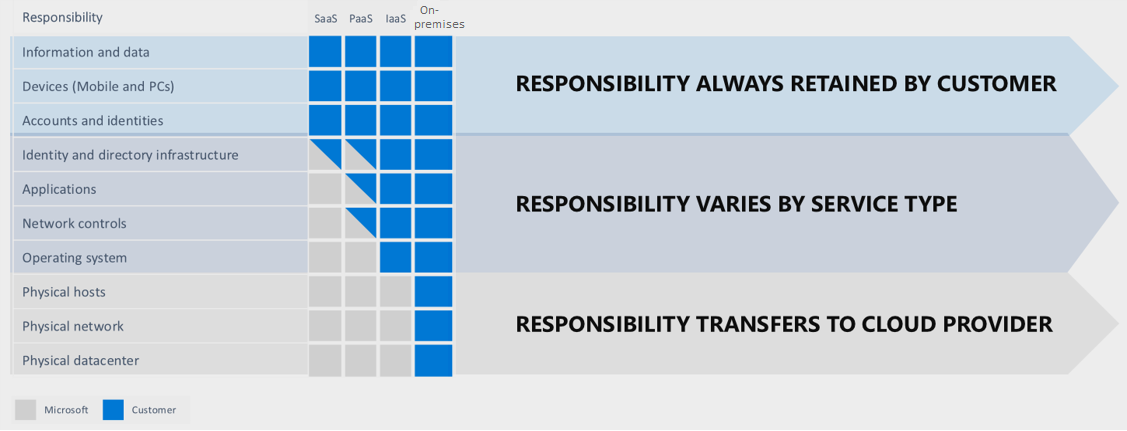 Responsibility SaaS PaaS IaaS On-
premises
Information and data
Devices (Mobile and PCs)
Accounts and identities
RESPONSIBILITY ALWAYS RETAINED BY CUSTOMER
Identity and directory infrastructure
Applications
Network controls
Operating system
RESPONSIBILITY VARIES BY SERVICE TYPE
Physical hosts
Physical network
Physical datacenter
RESPONSIBILITY TRANSFERS TO CLOUD PROVIDER
Microsoft Customer